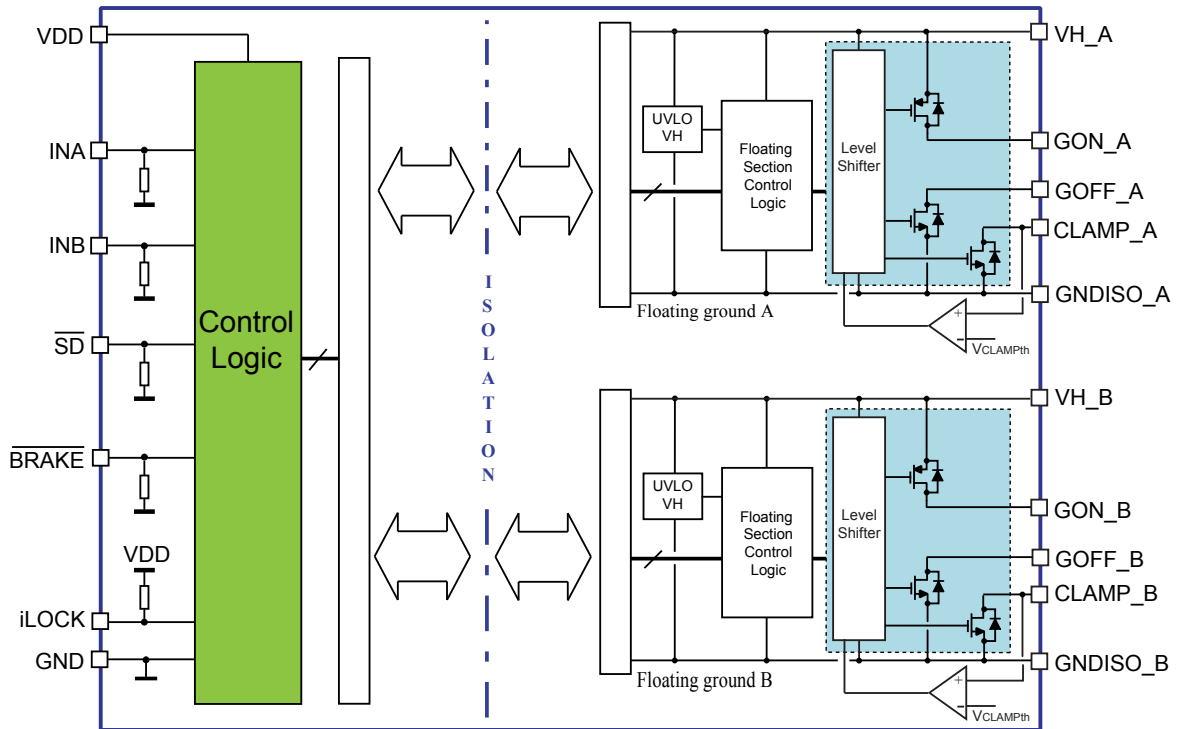 VDD
INA
INB
SD
BRAKE
VDD
iLOCK
GND
Control
Logic
ISOLATION
UVLO
VH
Floating
Section
Control
Logic
Level
Shifter
Floating ground A
VCLAMPth
+
-
VH_A
GON_A
GOFF_A
CLAMP_A
GNDISO_A
UVLO
VH
Floating
Section
Control
Logic
Level
Shifter
Floating ground B
VCLAMPth
+
-
VH_B
GON_B
GOFF_B
CLAMP_B
GNDISO_B